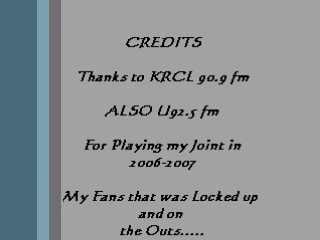 CREDITS
Thanks to KRCL 90.9 fm
ALSO U92.5 fm
For Playing my Joint in
2006-2007
My Fans that was Locked up
and on
the Outs.....